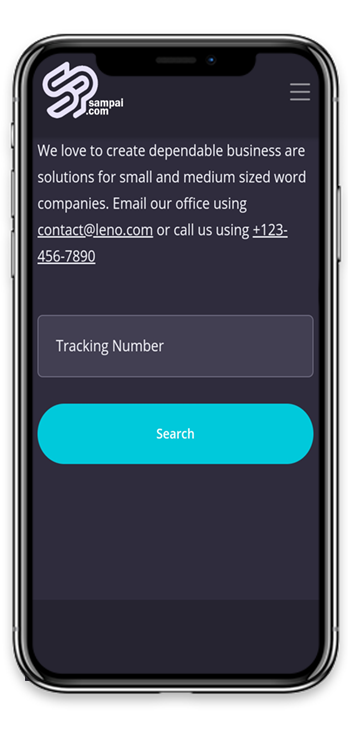 sampai
.com
We love to create dependable business are
solutions for small and medium sized word
companies. Email our office using
contact@leno.com or call us using +123-
456-7890
Tracking Number
Search